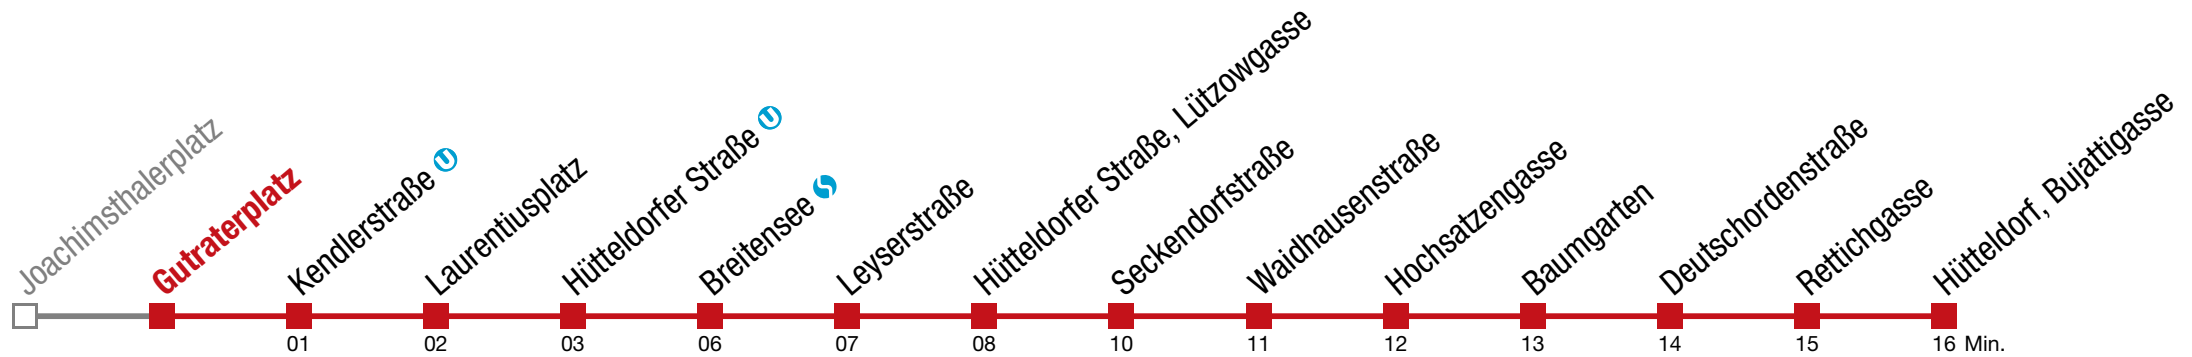 Joachimsthalerplatz
Gutraterplatz
Kendlerstraße U
Laurentiusplatz
Hütteldorfer Straße U
Breitensee S
Leyserstraße
Hütteldorfer Straße, Lützowgasse
Seckendorfstraße
Waidhausenstraße
Hochsatzengasse
Baumgarten
Deutschordenstraße
Rettichgasse
Hütteldorf, Bujattigasse
01 02 03 06 07 08 10 11 12 13 14 15 16 Min.